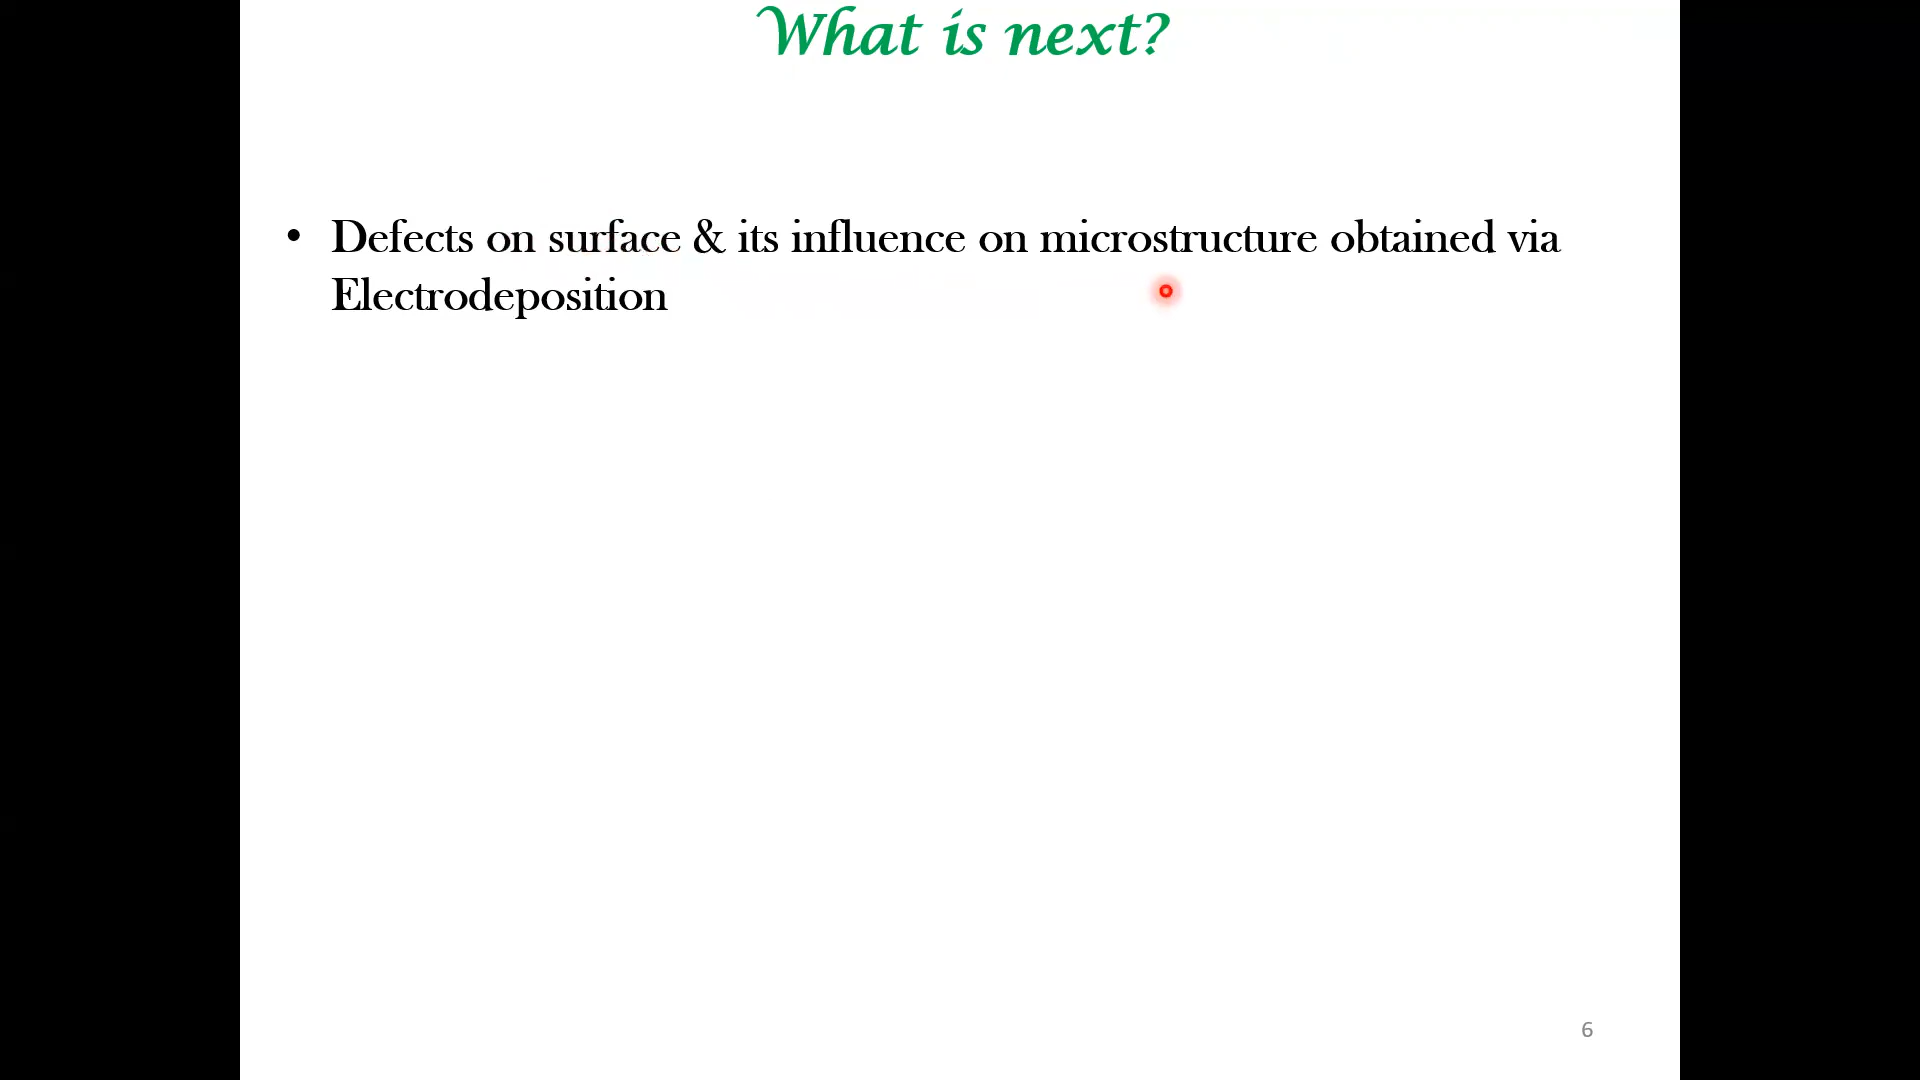 What is next?
• Defects on surface & its influence on microstructure obtained via
Electrodeposition
6